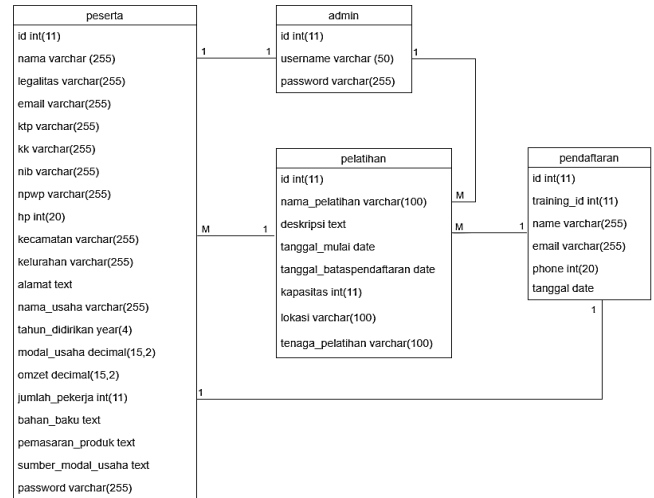 peserta
id int(11)
nama varchar (255)
legalitas varchar(255)
email varchar(255)
ktp varchar(255)
kk varchar(255)
nib varchar(255)
npwp varchar(255)
hp int(20)
kecamatan varchar(255)
kelurahan varchar(255)
alamat text
nama_usaha varchar(255)
tahun_didirikan year(4)
modal_usaha decimal(15,2)
omzet decimal(15,2)
jumlah_pekerja int(11)
bahan_baku text
pemasaran_produk text
sumber_modal_usaha text
password varchar(255)
1
1
admin
id int(11)
username varchar (50)
password varchar(255)
1
M
M
1
pelatihan
id int(11)
nama_pelatihan varchar(100)
deskripsi text
tanggal_mulai date
tanggal_bataspendaftaran date
kapasitas int(11)
lokasi varchar(100)
tenaga_pelatihan varchar(100)
M
1
pendaftaran
id int(11)
training_id int(11)
name varchar(255)
email varchar(255)
phone int(20)
tanggal date
1
1